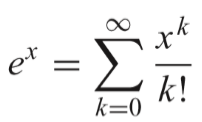 e^x = \sum_{k=0}^{\infty} \frac{x^k}{k!}